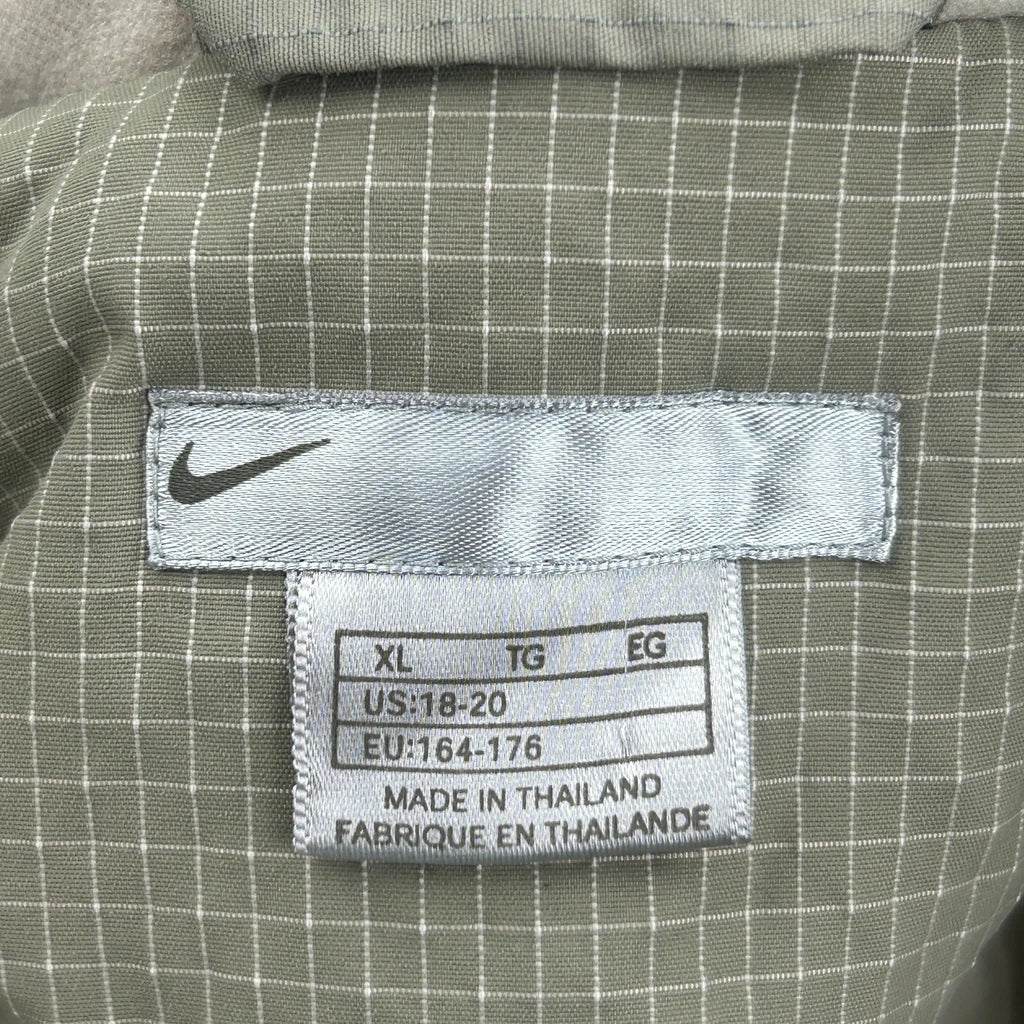 XL TG EG
US:18-20
EU:164-176
MADE IN THAILAND
FABRIQUE EN THAILANDE